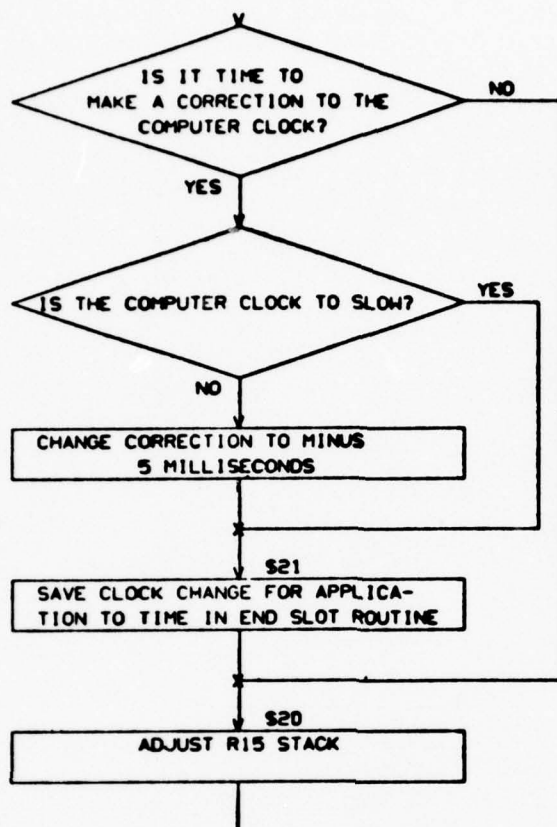 IS IT TIME TO
MAKE A CORRECTION TO THE
COMPUTER CLOCK?
NO
YES
IS THE COMPUTER CLOCK TO SLOW?
YES
NO
CHANGE CORRECTION TO MINUS
5 MILLISECONDS
$21
SAVE CLOCK CHANGE FOR APPLICA-
TION TO TIME IN END SLOT ROUTINE
$20
ADJUST R15 STACK